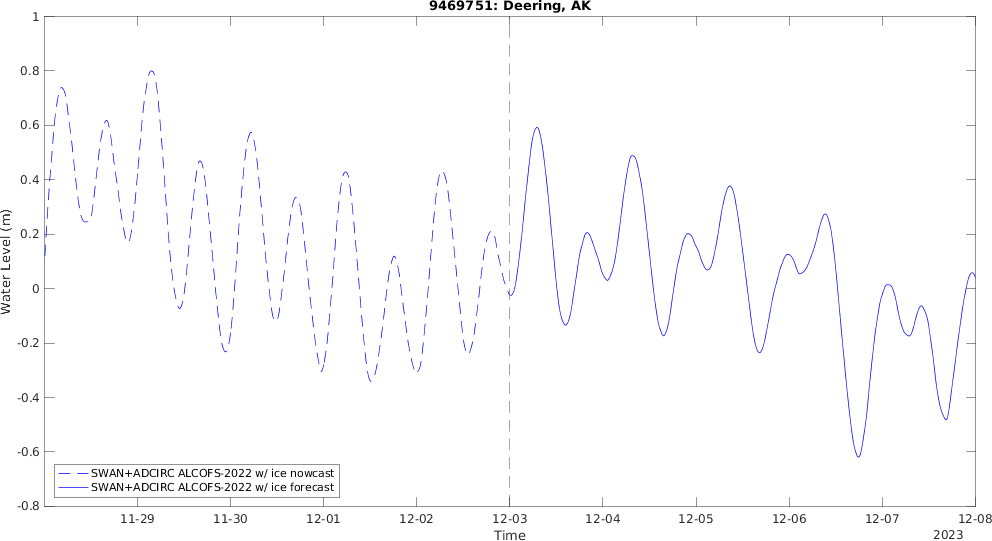 9469751: Deering, AK
1
0.8
0.6
0.4
0.2
0
-0.2
-0.4
-0.6
-0.8
Water Level (m)
SWAN+ADCIRC ALCOFS-2022 w/ ice nowcast
SWAN+ADCIRC ALCOFS-2022 w/ ice forecast
11-29 11-30 12-01 12-02 12-03 12-04 12-05 12-06 12-07 12-08
Time
2023